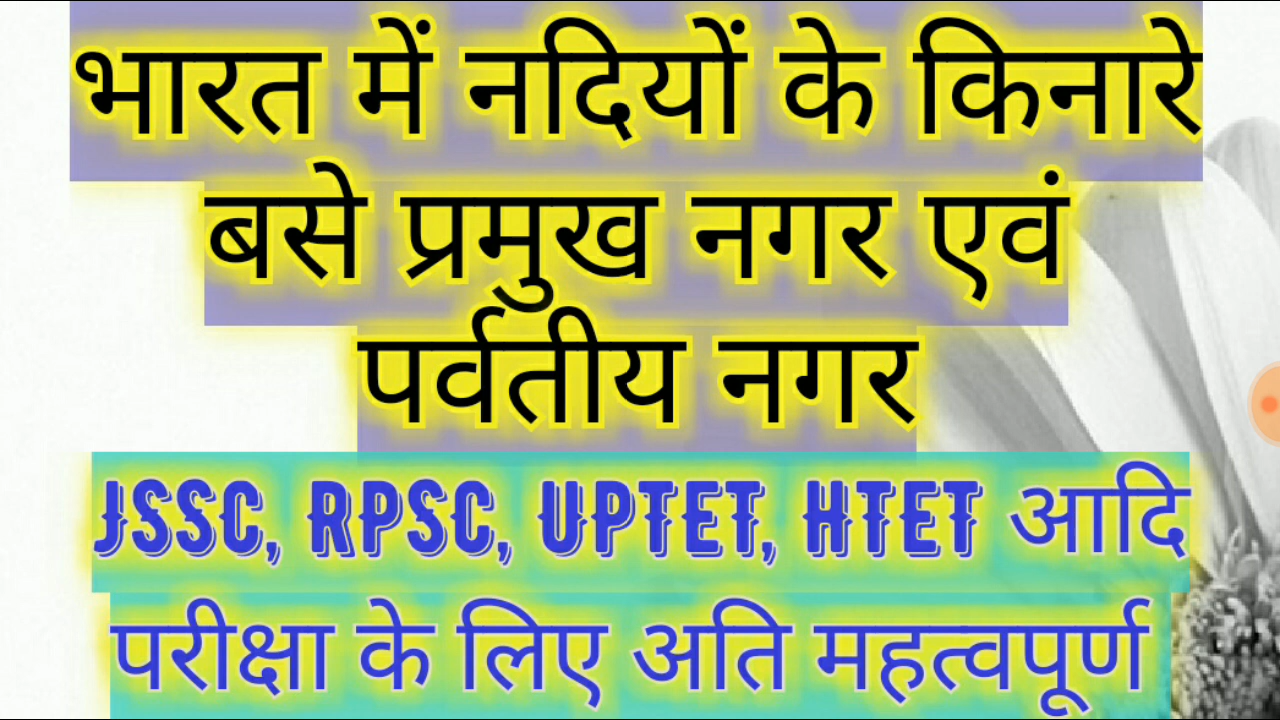 भारत में नदियों के किनारे
बसे प्रमुख नगर एवं
पर्वतीय नगर
JSSC, RPSC, UPTET, HTET आदि
परीक्षा के लिए अति महत्वपूर्ण